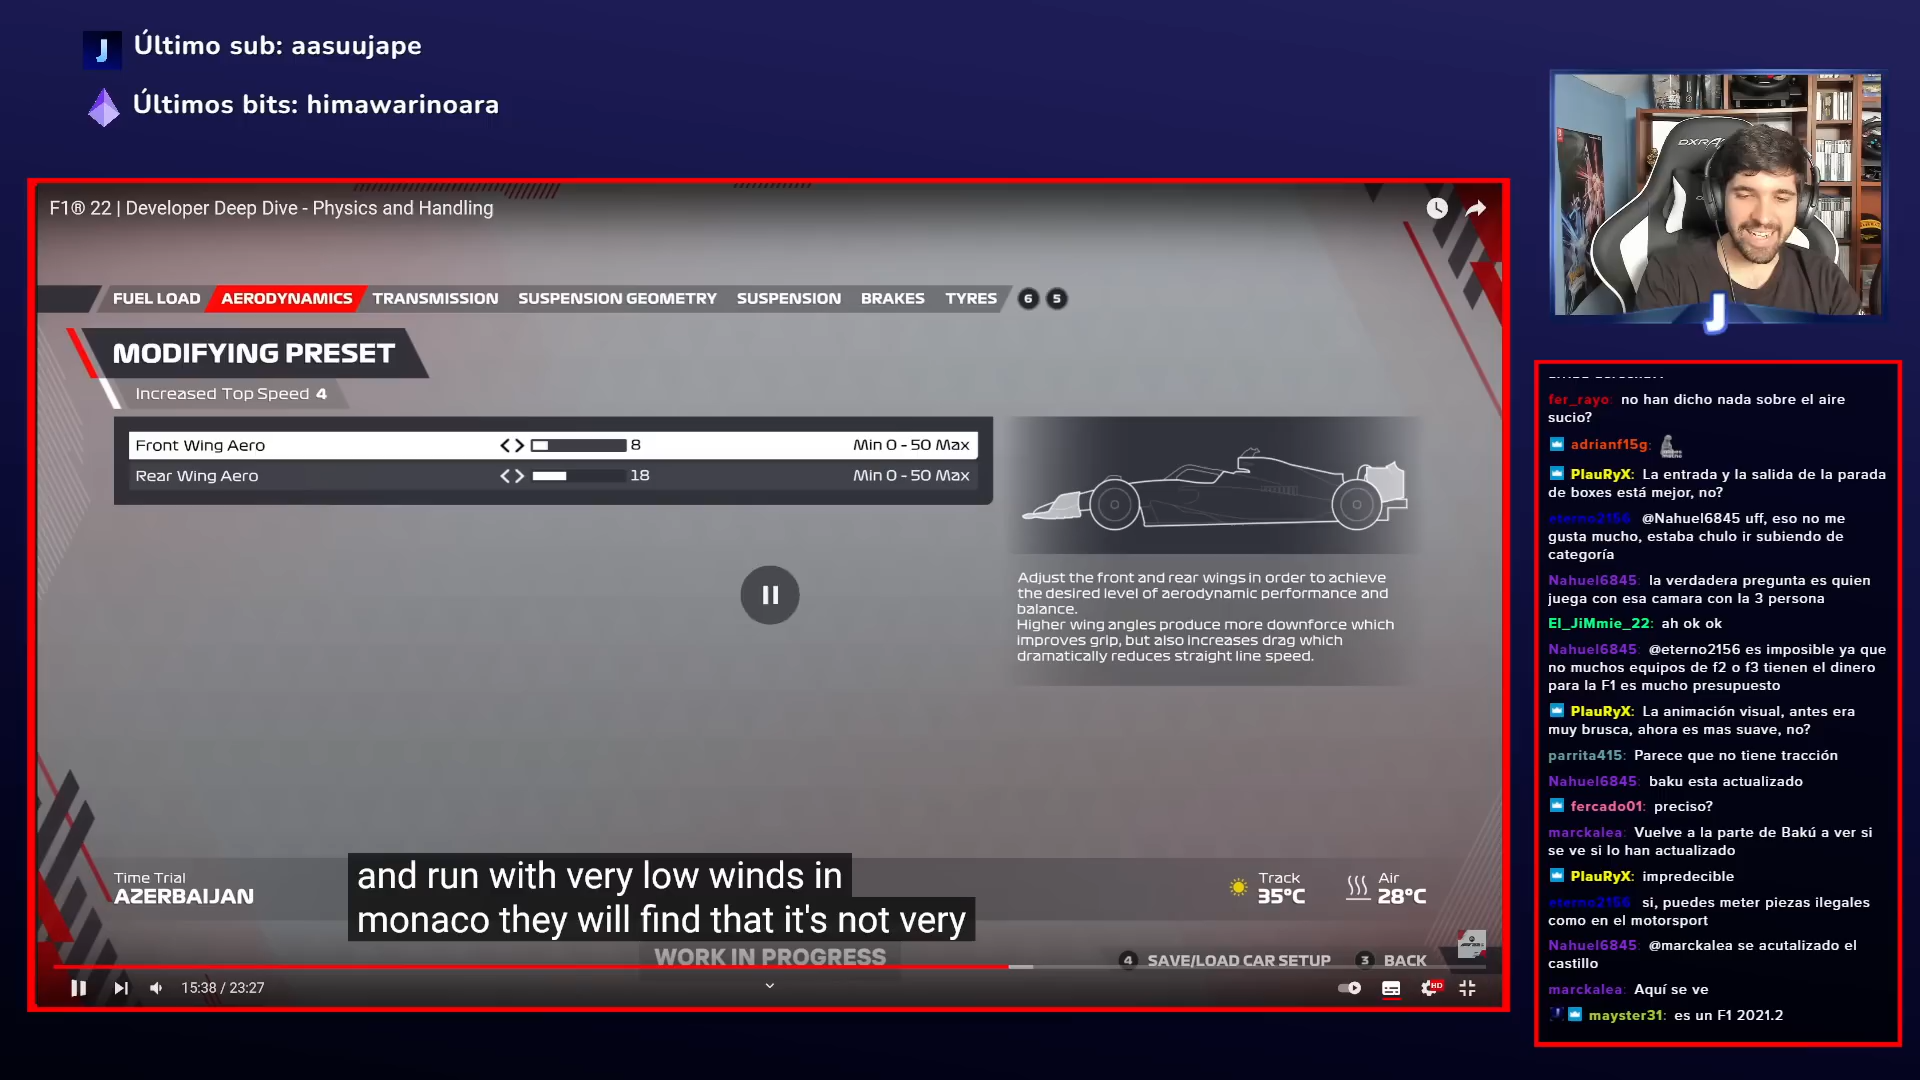 Último sub: aasuujape
Últimos bits: himawarinoara
F1® 22 | Developer Deep Dive - Physics and Handling
FUEL LOAD AERODYNAMICS TRANSMISSION SUSPENSION GEOMETRY SUSPENSION BRAKES TYRES 6 5
MODIFYING PRESET
Increased Top Speed 4
Front Wing Aero 8 Min 0 - 50 Max
Rear Wing Aero 18 Min 0 - 50 Max
Adjust the front and rear wings in order to achieve
the desired level of aerodynamic performance and
balance.
Higher wing angles produce more downforce which
improves grip, but also increases drag which
dramatically reduces straight line speed.
Time Trial
AZERBAIJAN
and run with very low winds in
monaco they will find that it's not very
Track
35°C
Air
28°C
WORK IN PROGRESS
4 SAVE/LOAD CAR SETUP 3 BACK
15:38 / 23:27
HD
DXRA
J
fer_rayo: no han dicho nada sobre el aire
sucio?
adrianf15g:
PlauRyX: La entrada y la salida de la parada
de boxes está mejor, no?
eterno2156: @Nahuel6845 uff, eso no me
gusta mucho, estaba chulo ir subiendo de
categoría
Nahuel6845: la verdadera pregunta es quien
juega con esa camara con la 3 persona
El_JiMmie_22: ah ok ok
Nahuel6845: @eterno2156 es imposible ya que
no muchos equipos de f2 o f3 tienen el dinero
para la F1 es mucho presupuesto
PlauRyX: La animación visual, antes era
muy brusca, ahora es mas suave, no?
parrita415: Parece que no tiene tracción
Nahuel6845: baku esta actualizado
fercado01: preciso?
marckalea: Vuelve a la parte de Bakú a ver si
se ve si lo han actualizado
PlauRyX: impredecible
eterno2156: si, puedes meter piezas ilegales
como en el motorsport
Nahuel6845: @marckalea se acutalizado el
castillo
marckalea: Aquí se ve
mayster31: es un F1 2021.2